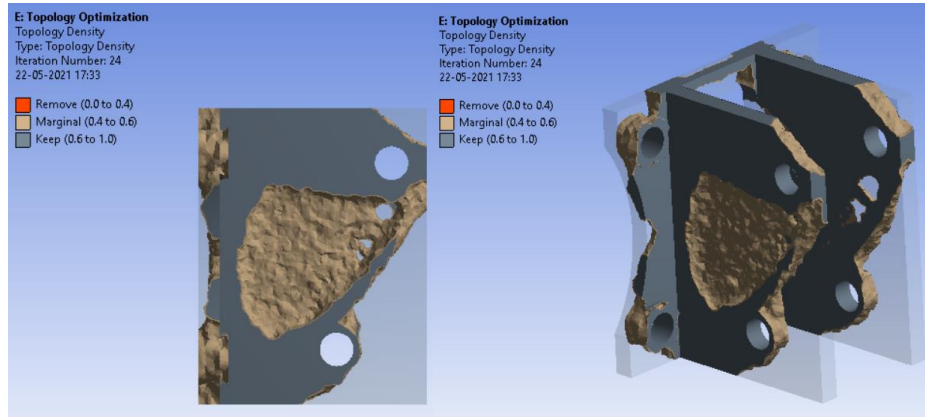 E: Topology Optimization
Topology Density
Type: Topology Density
Iteration Number: 24
22-05-2021 17:33
Remove (0.0 to 0.4)
Marginal (0.4 to 0.6)
Keep (0.6 to 1.0)
E: Topology Optimization
Topology Density
Type: Topology Density
Iteration Number: 24
22-05-2021 17:33
Remove (0.0 to 0.4)
Marginal (0.4 to 0.6)
Keep (0.6 to 1.0)